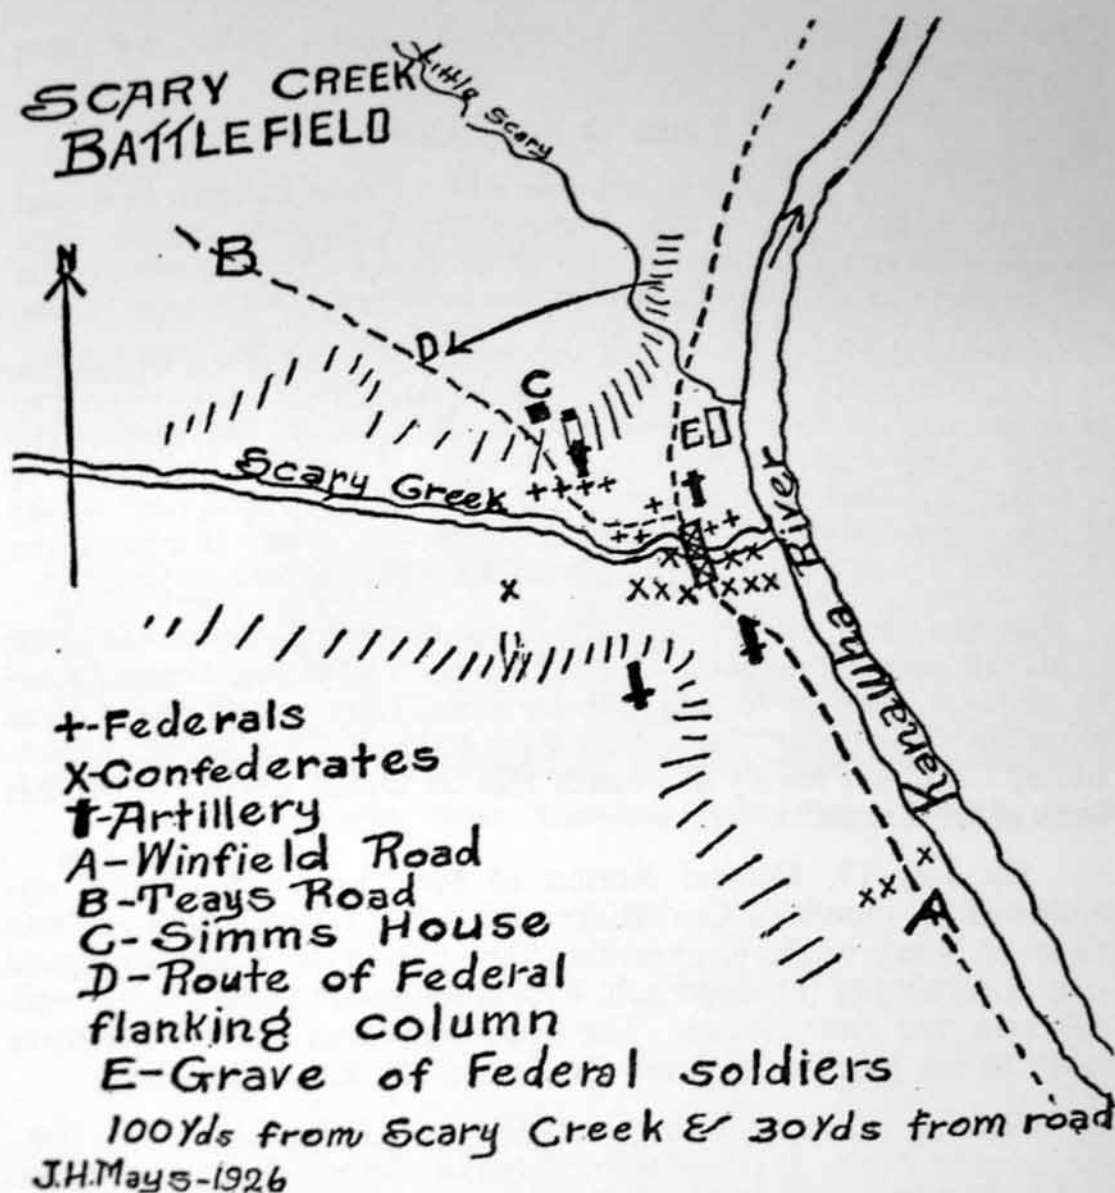 SCARY CREEK
BATTLEFIELD
Little Scary
N
B
D
C
E
Scary Creek
Kanawha River
A
+-Federals
X-Confederates
†-Artillery
A-Winfield Road
B-Teays Road
C-Simms House
D-Route of Federal
flanking column
E-Grave of Federal soldiers
100Yds from Scary Creek & 30Yds from road
J.H.Mays-1926